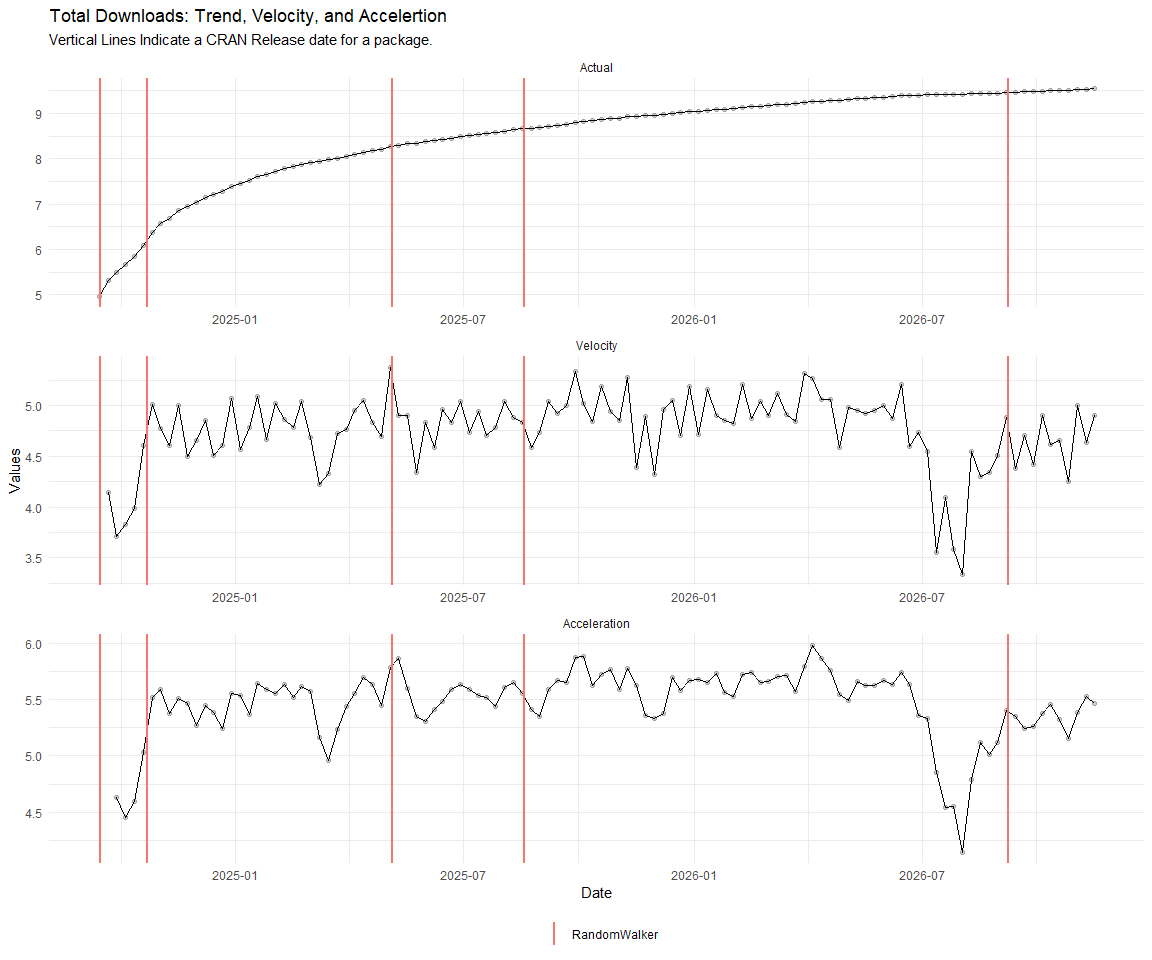 Total Downloads: Trend, Velocity, and Accelertion
Vertical Lines Indicate a CRAN Release date for a package.
Actual
9
8
7
6
5
2025-01 2025-07 2026-01 2026-07
Velocity
5.0
4.5
4.0
3.5
2025-01 2025-07 2026-01 2026-07
Values
Acceleration
6.0
5.5
5.0
4.5
2025-01 2025-07 2026-01 2026-07
Date
RandomWalker